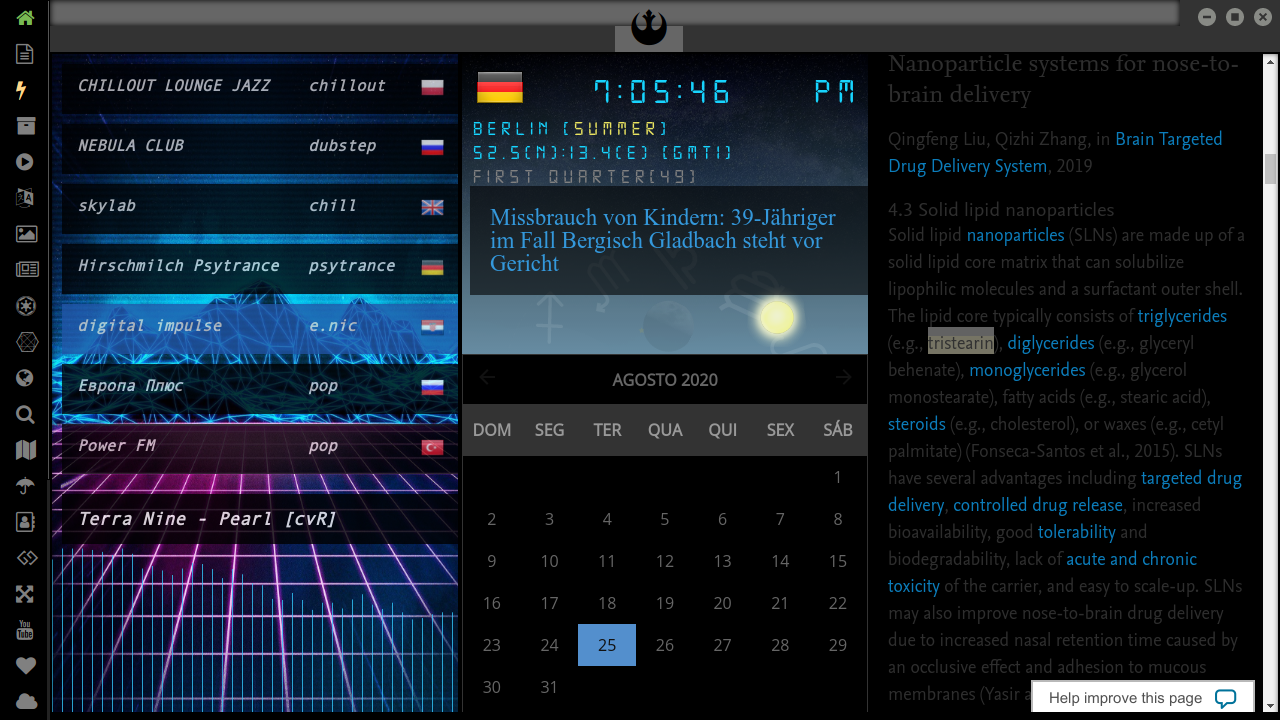 CHILLOUT LOUNGE JAZZ chillout
NEBULA CLUB dubstep
skylab chill
Hirschmilch Psytrance psytrance
digital impulse e.nic
Европа Плюс pop
Power FM pop
Terra Nine - Pearl [cvR]
You
Tube
7:05:46 PM
BERLIN (SUMMER)
52.5(N):13.4(E) (GMT1)
FIRST QUARTER(49)
Missbrauch von Kindern: 39-Jähriger
im Fall Bergisch Gladbach steht vor
Gericht
AGOSTO 2020
DOM SEG TER QUA QUI SEX SÁB
1
2 3 4 5 6 7 8
9 10 11 12 13 14 15
16 17 18 19 20 21 22
23 24 25 26 27 28 29
30 31
Nanoparticle systems for nose-to-
brain delivery
Qingfeng Liu, Qizhi Zhang, in Brain Targeted
Drug Delivery System, 2019
4.3 Solid lipid nanoparticles
Solid lipid nanoparticles (SLNs) are made up of a
solid lipid core matrix that can solubilize
lipophilic molecules and a surfactant outer shell.
The lipid core typically consists of triglycerides
(e.g., tristearin), diglycerides (e.g., glyceryl
behenate), monoglycerides (e.g., glycerol
monostearate), fatty acids (e.g., stearic acid),
steroids (e.g., cholesterol), or waxes (e.g., cetyl
palmitate) (Fonseca-Santos et al., 2015). SLNs
have several advantages including targeted drug
delivery, controlled drug release, increased
bioavailability, good tolerability and
biodegradability, lack of acute and chronic
toxicity of the carrier, and easy to scale-up. SLNs
may also improve nose-to-brain drug delivery
due to increased nasal retention time caused by
an occlusive effect and adhesion to mucous
membranes (Yasir a
Help improve this page